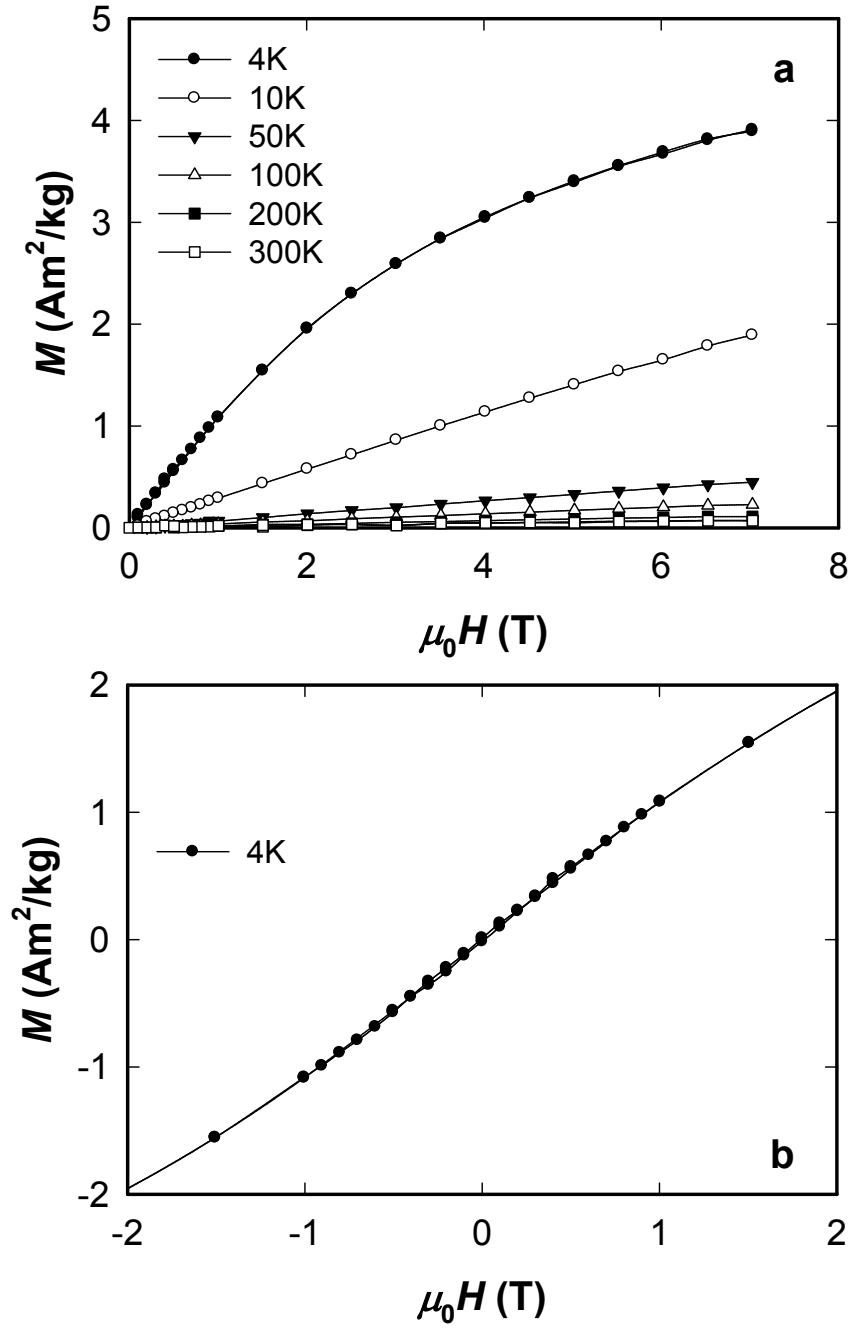 5
a
4K
10K
4
50K
100K
200K
3
300K
M (Am²/kg)
2
1
0
0 2 4 6 8
μ₀H (T)
2
1
4K
M (Am²/kg)
0
-1
b
-2
-2 -1 0 1 2
μ₀H (T)